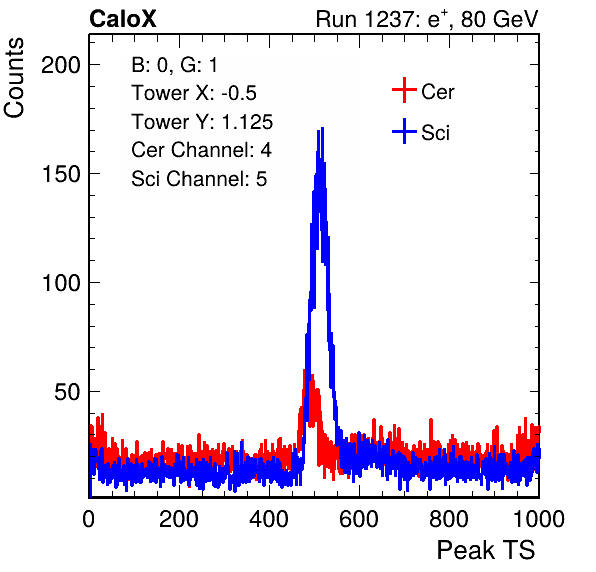 CaloX
Run 1237: e+, 80 GeV
Counts
200
150
100
50
B: 0, G: 1
Tower X: -0.5
Tower Y: 1.125
Cer Channel: 4
Sci Channel: 5
Cer
Sci
0 200 400 600 800 1000
Peak TS